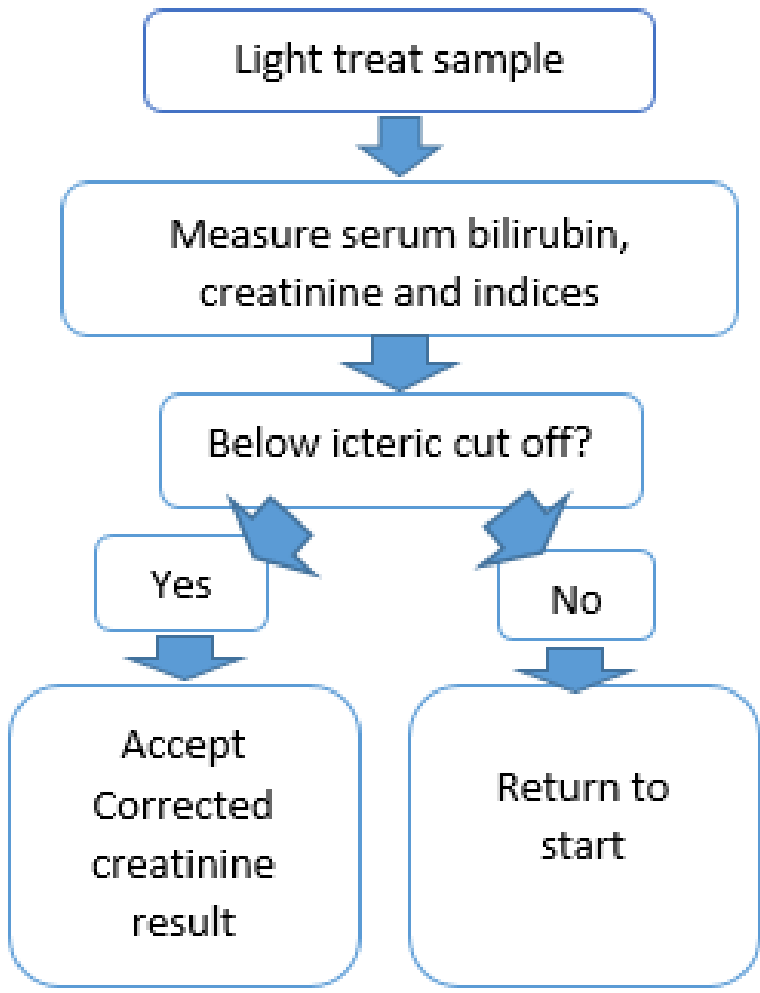 Light treat sample
Measure serum bilirubin,
creatinine and indices
Below icteric cut off?
Yes
No
Accept
Corrected
creatinine
result
Return to
start